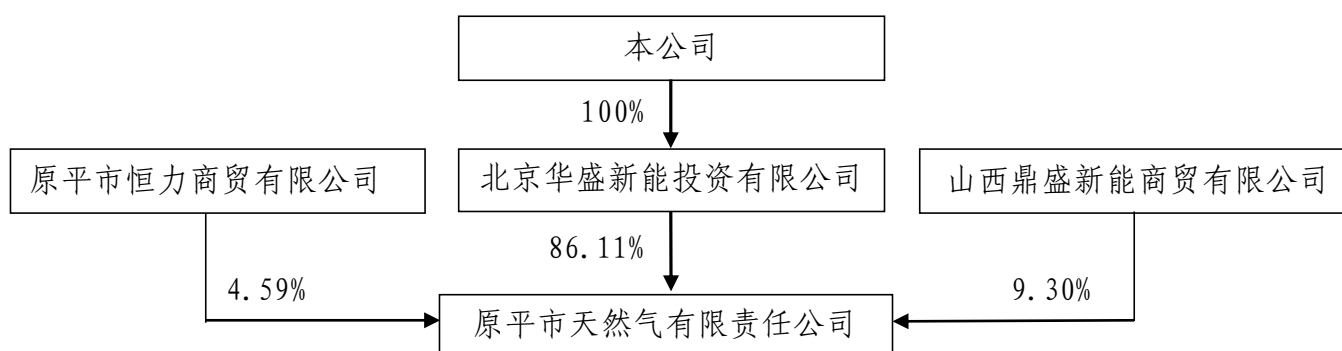 本公司
100%
原平市恒力商贸有限公司
北京华盛新能投资有限公司
山西鼎盛新能商贸有限公司
86.11%
4.59%
9.30%
原平市天然气有限责任公司